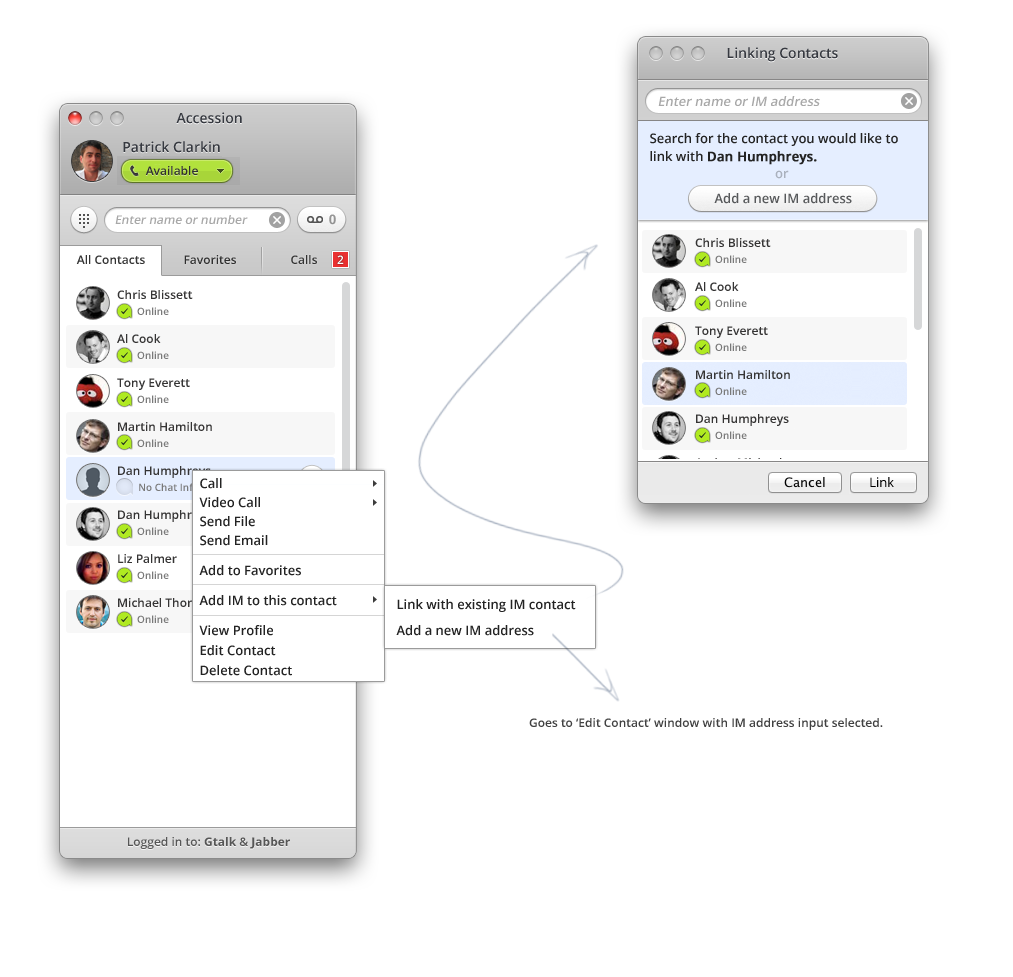 Accession
Patrick Clarkin
Available
Enter name or number
0
All Contacts
Favorites
Calls
2
Chris Blissett
Online
Al Cook
Online
Tony Everett
Online
Martin Hamilton
Online
Dan Humphreys
No Chat Inf
Dan Humphr
Online
Liz Palmer
Online
Michael Thor
Online
Logged in to: Gtalk & Jabber
Call
Video Call
Send File
Send Email
Add to Favorites
Add IM to this contact
View Profile
Edit Contact
Delete Contact
Link with existing IM contact
Add a new IM address
Goes to ‘Edit Contact’ window with IM address input selected.
Linking Contacts
Enter name or IM address
Search for the contact you would like to
link with Dan Humphreys.
or
Add a new IM address
Chris Blissett
Online
Al Cook
Online
Tony Everett
Online
Martin Hamilton
Online
Dan Humphreys
Online
Cancel
Link